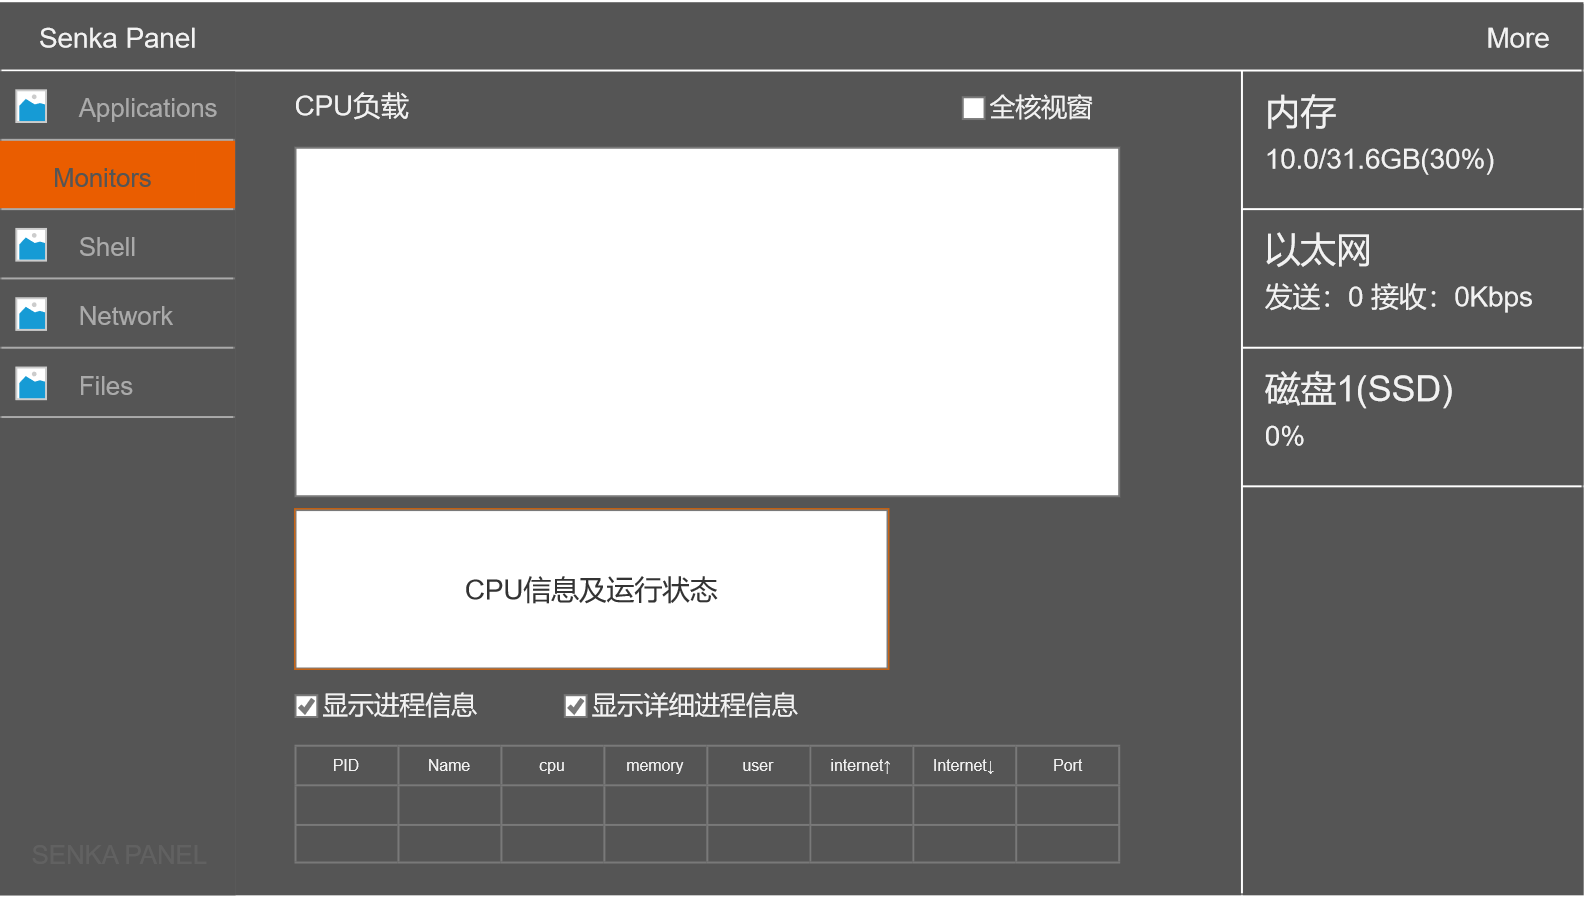 Senka Panel
More
Applications
Monitors
Shell
Network
Files
SENKA PANEL
CPU负载
全核视窗
CPU信息及运行状态
显示进程信息 显示详细进程信息
PID Name cpu memory user internet↑ Internet↓ Port
内存
10.0/31.6GB(30%)
以太网
发送：0 接收：0Kbps
磁盘1(SSD)
0%